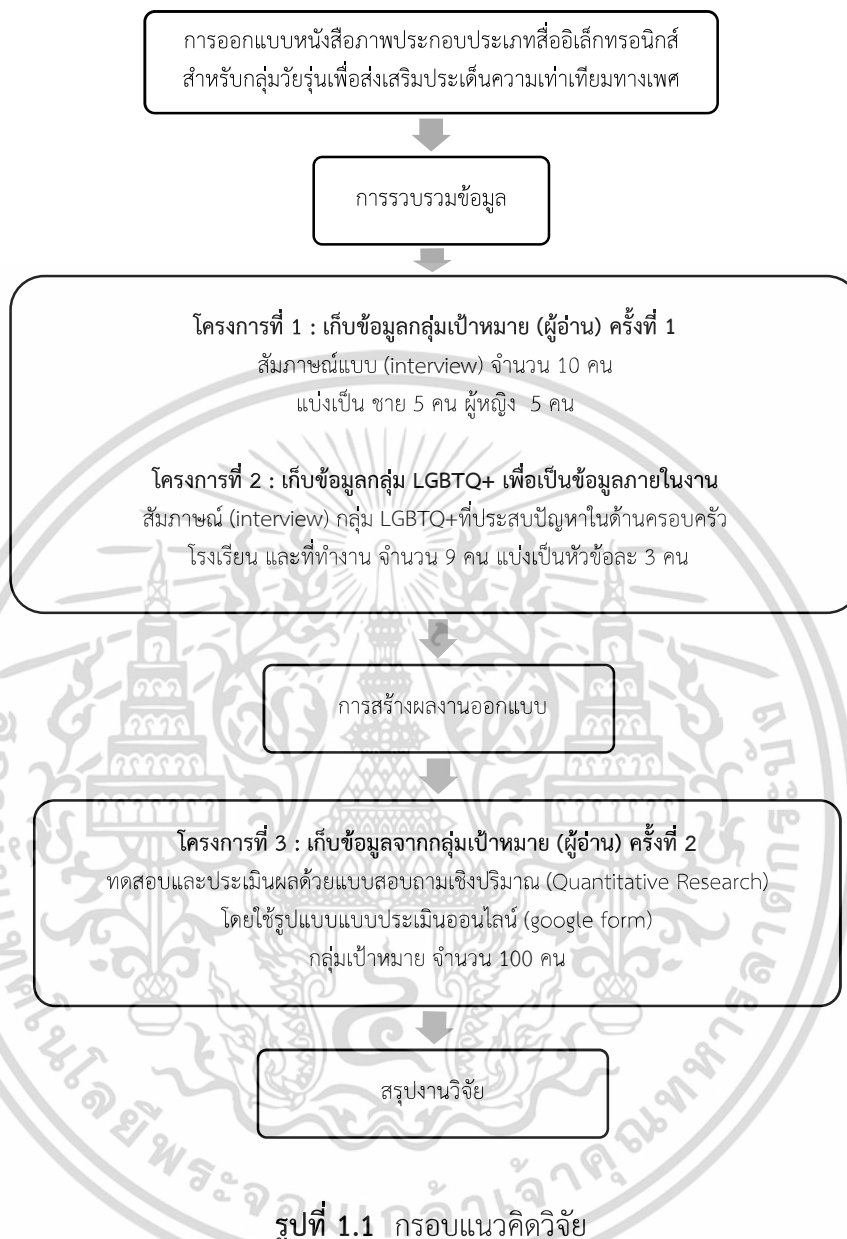 การออกแบบหนังสือภาพประกอบประเภทสื่ออิเล็กทรอนิกส์
สำหรับกลุ่มวัยรุ่นเพื่อส่งเสริมประเด็นความเท่าเทียมทางเพศ
การรวบรวมข้อมูล
โครงการที่ 1 : เก็บข้อมูลกลุ่มเป้าหมาย (ผู้อ่าน) ครั้งที่ 1
สัมภาษณ์แบบ (interview) จำนวน 10 คน
แบ่งเป็น ชาย 5 คน ผู้หญิง 5 คน
โครงการที่ 2 : เก็บข้อมูลกลุ่ม LGBTQ+ เพื่อเป็นข้อมูลภายในงาน
สัมภาษณ์ (interview) กลุ่ม LGBTQ+ที่ประสบปัญหาในด้านครอบครัว
โรงเรียน และที่ทำงาน จำนวน 9 คน แบ่งเป็นหัวข้อละ 3 คน
การสร้างผลงานออกแบบ
โครงการที่ 3 : เก็บข้อมูลจากกลุ่มเป้าหมาย (ผู้อ่าน) ครั้งที่ 2
ทดสอบและประเมินผลด้วยแบบสอบถามเชิงปริมาณ (Quantitative Research)
โดยใช้รูปแบบแบบประเมินออนไลน์ (google form)
กลุ่มเป้าหมาย จำนวน 100 คน
สรุปงานวิจัย
รูปที่ 1.1 กรอบแนวคิดวิจัย